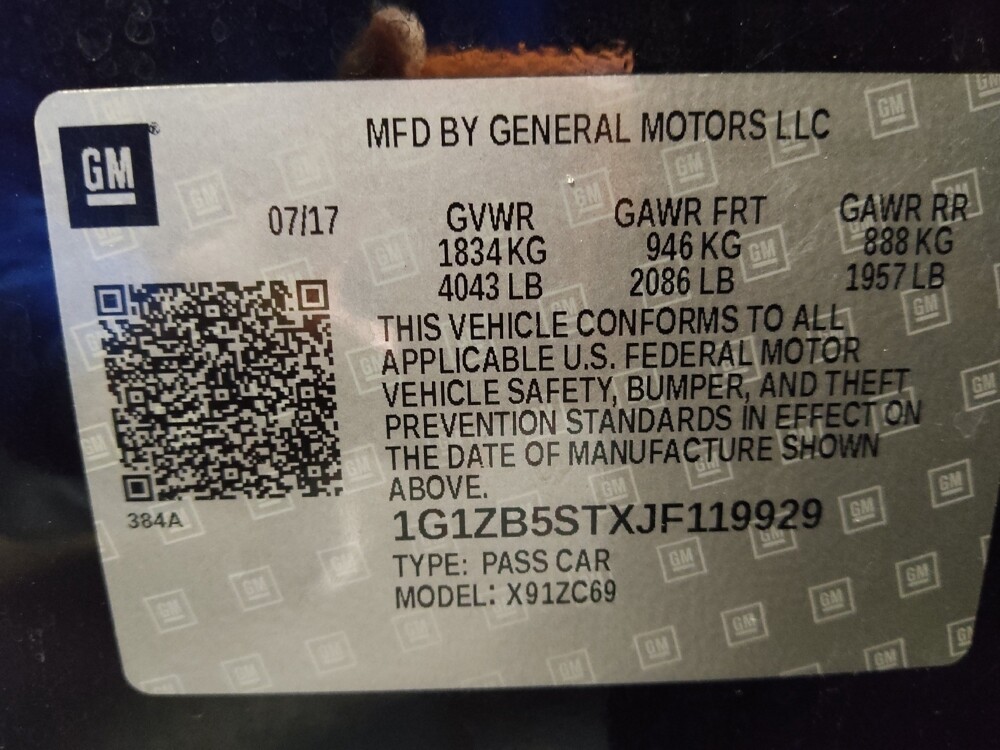 GM
MFD BY GENERAL MOTORS LLC
07/17
GVWR GAWR FRT GAWR RR
1834 KG 946 KG 888 KG
4043 LB 2086 LB 1957 LB
THIS VEHICLE CONFORMS TO ALL
APPLICABLE U.S. FEDERAL MOTOR
VEHICLE SAFETY, BUMPER, AND THEFT
PREVENTION STANDARDS IN EFFECT ON
THE DATE OF MANUFACTURE SHOWN
ABOVE.
384A
1G1ZB5STXJF119929
TYPE: PASS CAR
MODEL: X91ZC69